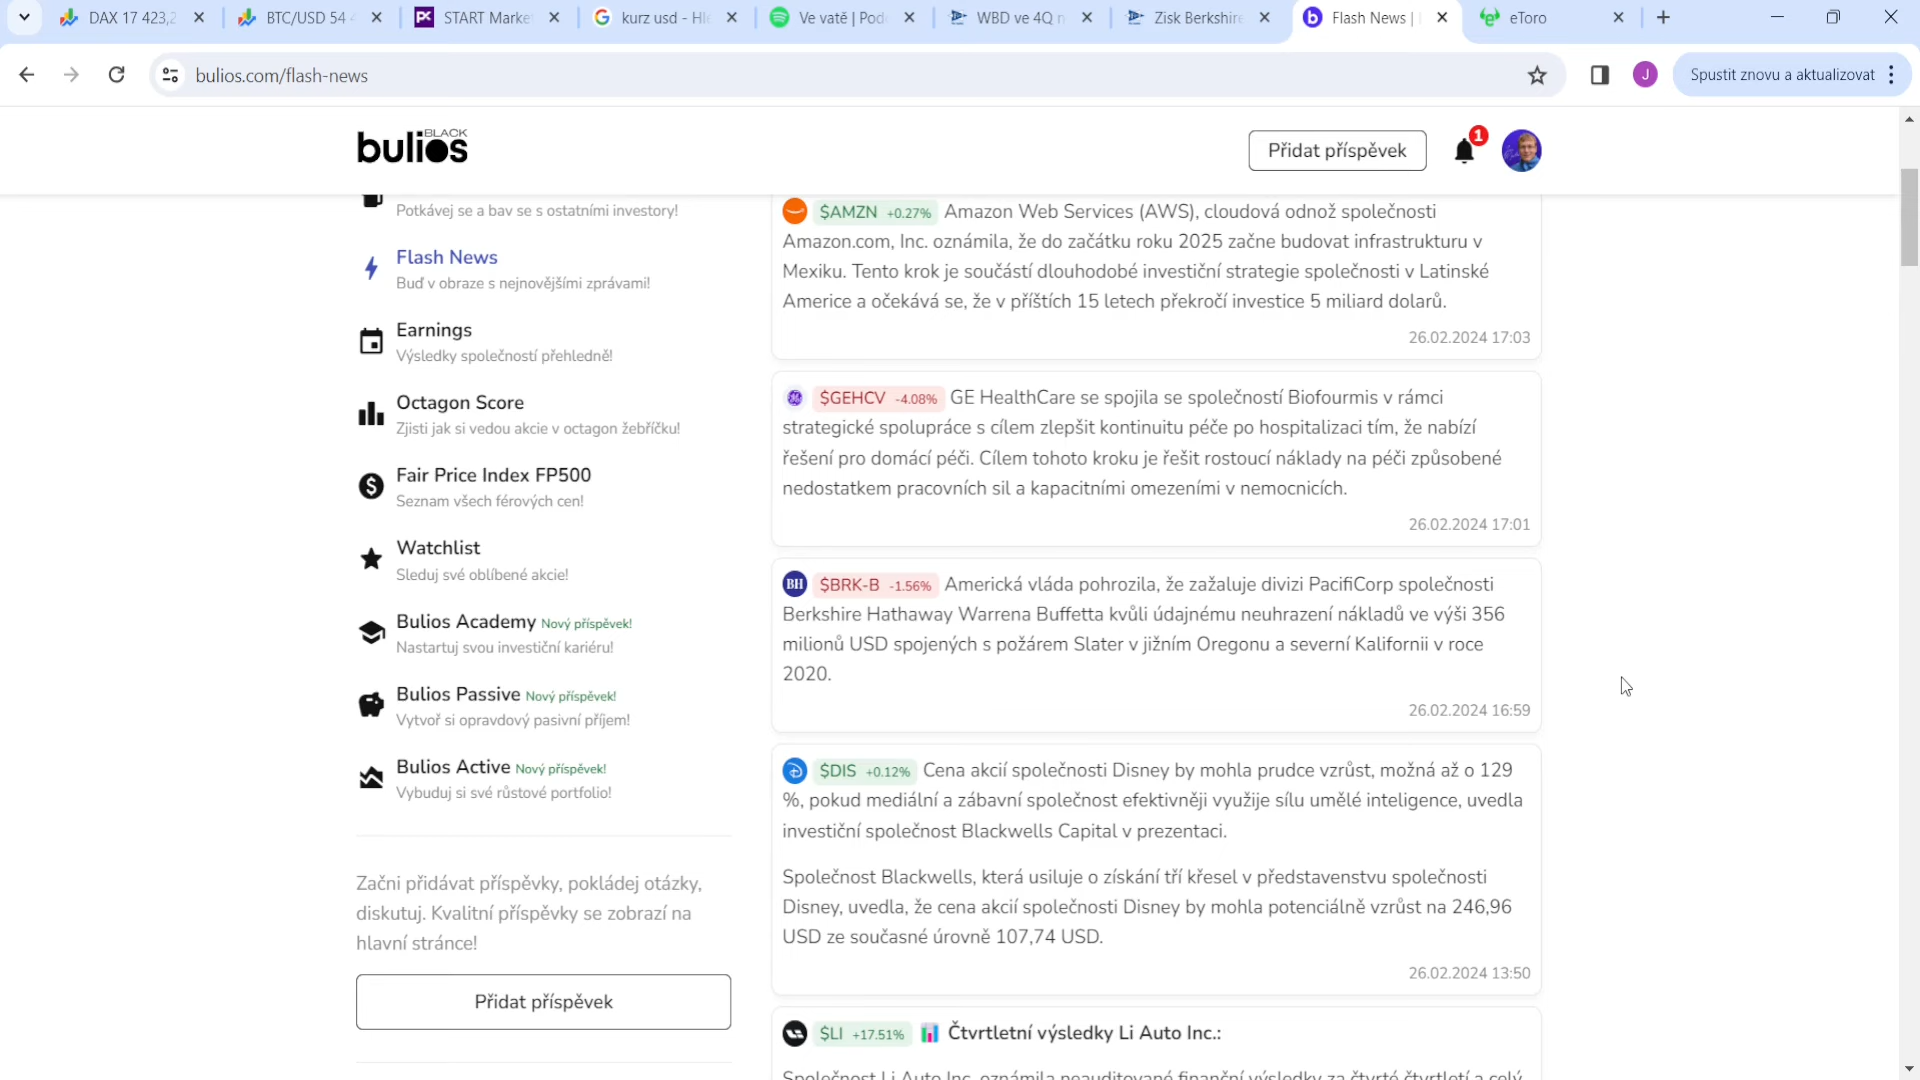 DAX 17 423,2
BTC/USD 54 4
START Marke
kurz usd - Hle
Ve vatě | Pod
WBD ve 4Q n
Zisk Berkshire
Flash News |
eToro
bulios.com/flash-news
J
Spustit znovu a aktualizovat
bulios BLACK
Přidat příspěvek
1
Potkávej se a bav se s ostatními investory!
Flash News
Buď v obraze s nejnovějšími zprávami!
Earnings
Výsledky společností přehledně!
Octagon Score
Zjisti jak si vedou akcie v octagon žebříčku!
Fair Price Index FP500
Seznam všech férových cen!
Watchlist
Sleduj své oblíbené akcie!
Bulios Academy Nový příspěvek!
Nastartuj svou investiční kariéru!
Bulios Passive Nový příspěvek!
Vytvoř si opravdový pasivní příjem!
Bulios Active Nový příspěvek!
Vybuduj si své růstové portfolio!
Začni přidávat příspěvky, pokládej otázky,
diskutuj. Kvalitní příspěvky se zobrazí na
hlavní stránce!
Přidat příspěvek
$AMZN +0.27% Amazon Web Services (AWS), cloudová odnož společnosti
Amazon.com, Inc. oznámila, že do začátku roku 2025 začne budovat infrastrukturu v
Mexiku. Tento krok je součástí dlouhodobé investiční strategie společnosti v Latinské
Americe a očekává se, že v příštích 15 letech překročí investice 5 miliard dolarů.
26.02.2024 17:03
$GEHCV -4.08% GE HealthCare se spojila se společností Biofourmis v rámci
strategické spolupráce s cílem zlepšit kontinuitu péče po hospitalizaci tím, že nabízí
řešení pro domácí péči. Cílem tohoto kroku je řešit rostoucí náklady na péči způsobené
nedostatkem pracovních sil a kapacitními omezeními v nemocnicích.
26.02.2024 17:01
BH $BRK-B -1.56% Americká vláda pohrozila, že zažaluje divizi PacifiCorp společnosti
Berkshire Hathaway Warrena Buffetta kvůli údajnému neuhrazení nákladů ve výši 356
milionů USD spojených s požárem Slater v jižním Oregonu a severní Kalifornii v roce
2020.
26.02.2024 16:59
$DIS +0.12% Cena akcií společnosti Disney by mohla prudce vzrůst, možná až o 129
%, pokud mediální a zábavní společnost efektivněji využije sílu umělé inteligence, uvedla
investiční společnost Blackwells Capital v prezentaci.
Společnost Blackwells, která usiluje o získání tří křesel v představenstvu společnosti
Disney, uvedla, že cena akcií společnosti Disney by mohla potenciálně vzrůst na 246,96
USD ze současné úrovně 107,74 USD.
26.02.2024 13:50
$LI +17.51% Čtvrtletní výsledky Li Auto Inc.:
Společnost Li Auto Inc. oznámila neauditované finanční výsledky za čtvrté čtvrtletí a celý